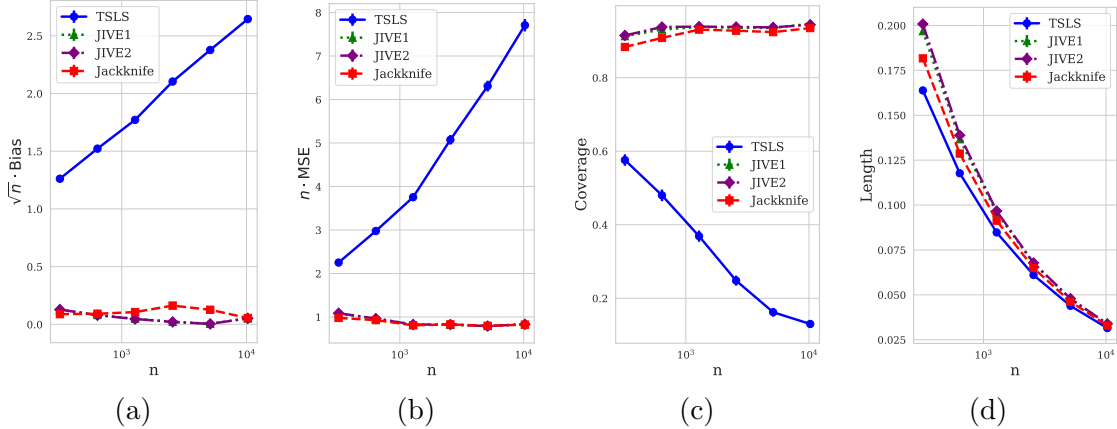 2.5
2.0
1.5
1.0
0.5
0.0
√n · Bias
TSLS
JIVE1
JIVE2
Jackknife
10³
10⁴
n
(a)
8
7
6
5
4
3
2
1
n · MSE
TSLS
JIVE1
JIVE2
Jackknife
10³
10⁴
n
(b)
0.8
0.6
0.4
0.2
Coverage
TSLS
JIVE1
JIVE2
Jackknife
10³
10⁴
n
(c)
0.200
0.175
0.150
0.125
0.100
0.075
0.050
0.025
Length
TSLS
JIVE1
JIVE2
Jackknife
10³
10⁴
n
(d)